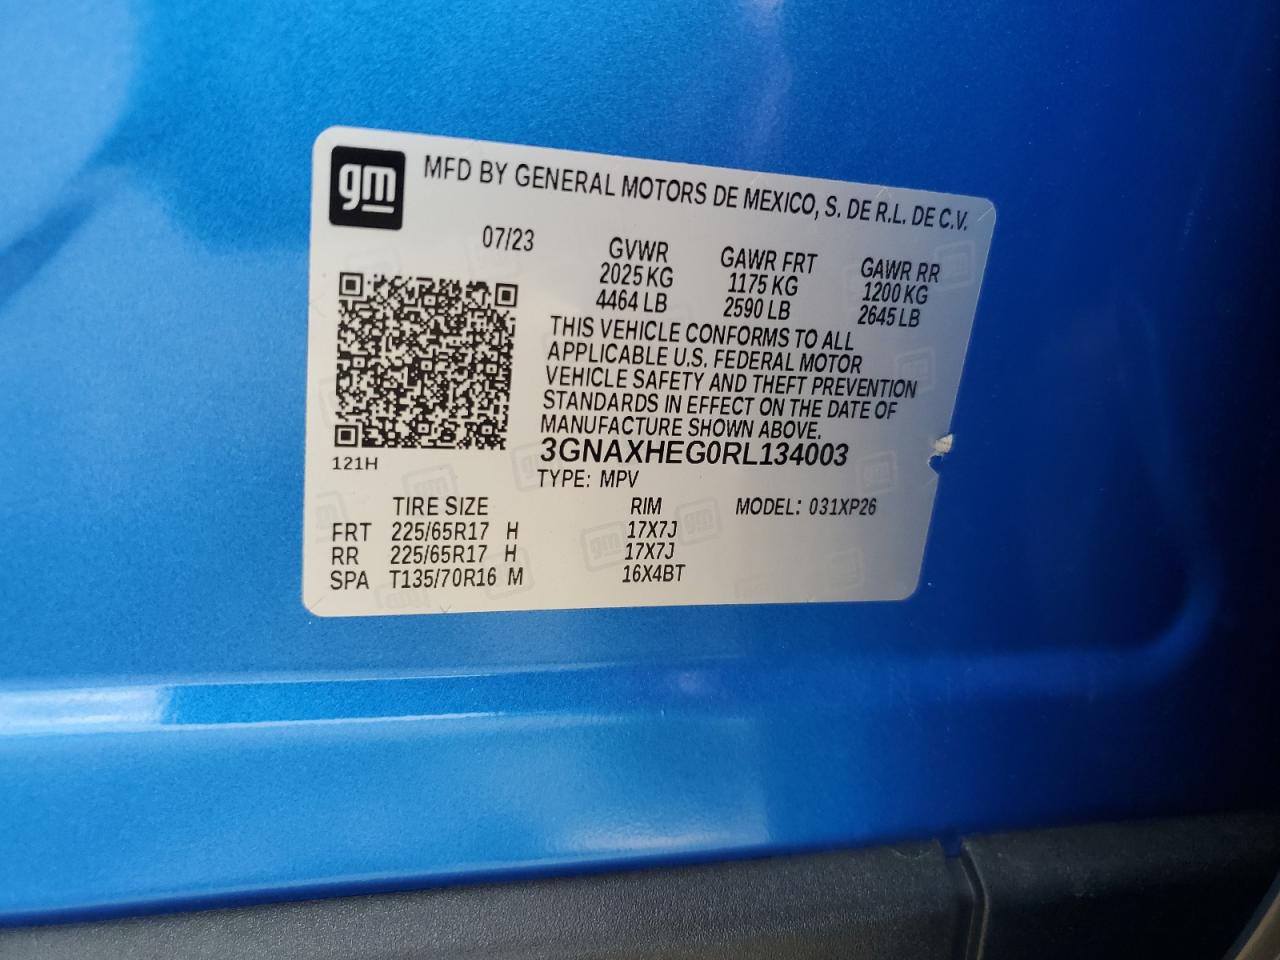 gm
MFD BY GENERAL MOTORS DE MEXICO, S. DE R.L. DE C.V.
07/23
GVWR GAWR FRT GAWR RR
2025 KG 1175 KG 1200 KG
4464 LB 2590 LB 2645 LB
THIS VEHICLE CONFORMS TO ALL
APPLICABLE U.S. FEDERAL MOTOR
VEHICLE SAFETY AND THEFT PREVENTION
STANDARDS IN EFFECT ON THE DATE OF
MANUFACTURE SHOWN ABOVE.
3GNAXHEG0RL134003
121H
TYPE: MPV
TIRE SIZE RIM MODEL: 031XP26
FRT 225/65R17 H 17X7J
RR 225/65R17 H 17X7J
SPA T135/70R16 M 16X4BT